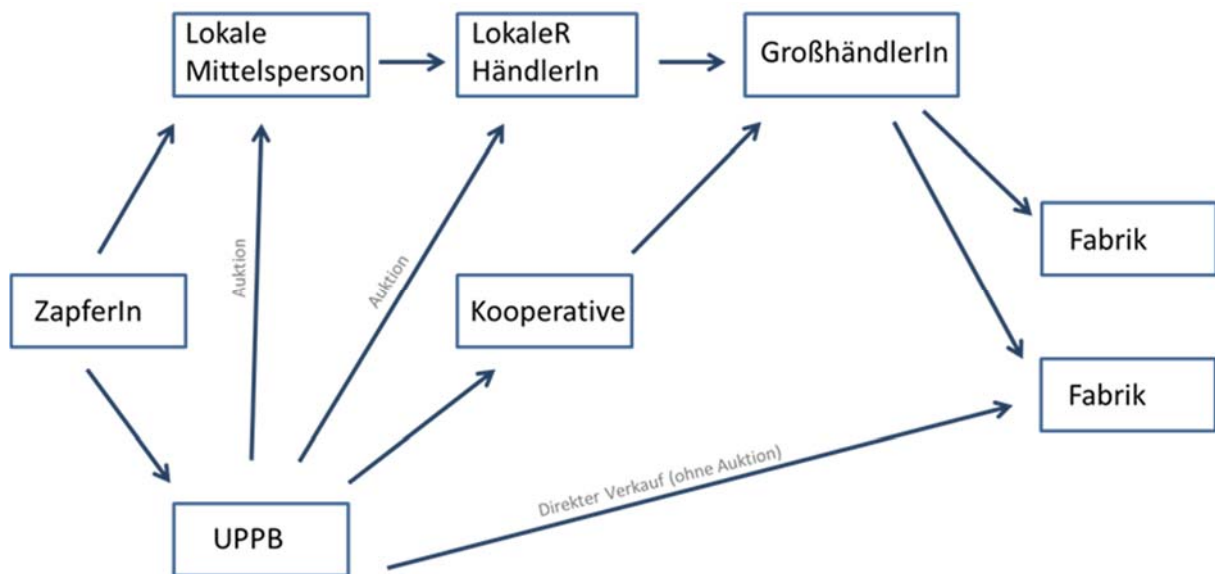 Lokale
Mittelsperson
LokaleR
HändlerIn
GroßhändlerIn
Fabrik
ZapferIn
Auktion
Auktion
Kooperative
Fabrik
Direkter Verkauf (ohne Auktion)
UPPB